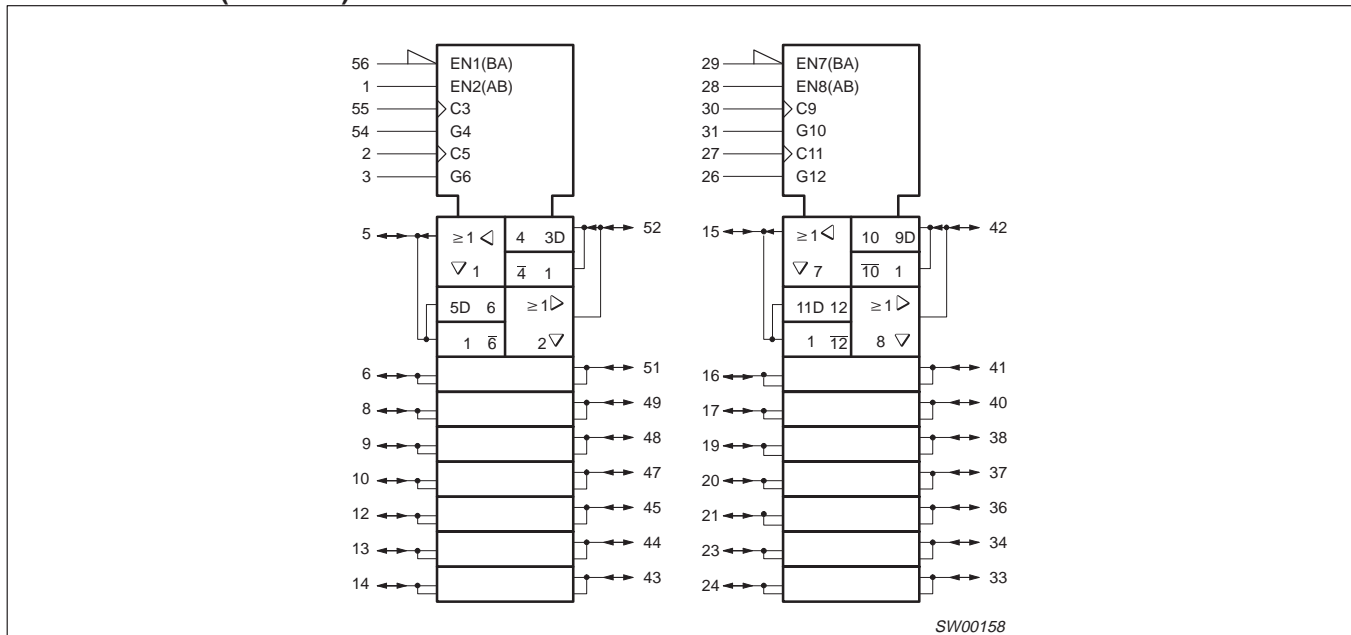 56 EN1(BA)
1 EN2(AB)
55 C3
54 G4
2 C5
3 G6
5 ≥1 4 3D 52
1 4̅ 1
5D 6 ≥1
1 6̅ 2
6 51
8 49
9 48
10 47
12 45
13 44
14 43
29 EN7(BA)
28 EN8(AB)
30 C9
31 G10
27 C11
26 G12
15 ≥1 10 9D 42
7 1̅0̅ 1
11D 12 ≥1
1 1̅2̅ 8
16 41
17 40
19 38
20 37
21 36
23 34
24 33
SW00158